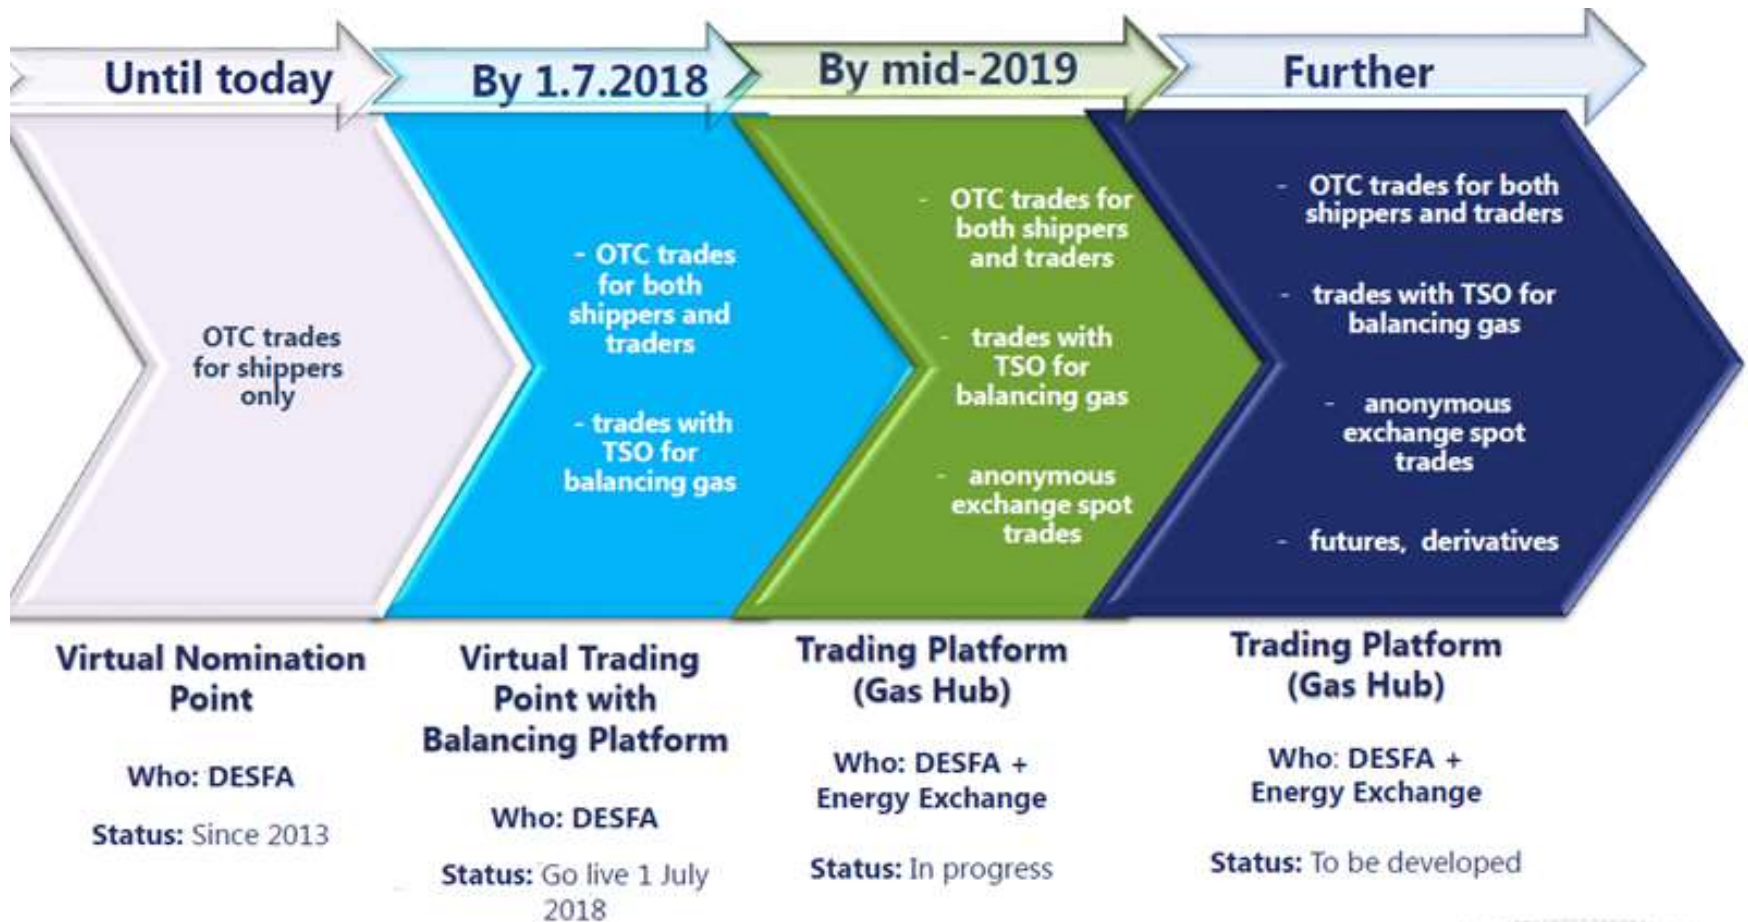 Until today
By 1.7.2018
By mid-2019
Further
OTC trades
for shippers
only
- OTC trades
for both
shippers and
traders
- trades with
TSO for
balancing gas
- OTC trades for
both shippers
and traders
- trades with
TSO for
balancing gas
- anonymous
exchange spot
trades
- OTC trades for both
shippers and traders
- trades with TSO for
balancing gas
- anonymous
exchange spot
trades
- futures, derivatives
Virtual Nomination
Point
Who: DESFA
Status: Since 2013
Virtual Trading
Point with
Balancing Platform
Who: DESFA
Status: Go live 1 July
2018
Trading Platform
(Gas Hub)
Who: DESFA +
Energy Exchange
Status: In progress
Trading Platform
(Gas Hub)
Who: DESFA +
Energy Exchange
Status: To be developed